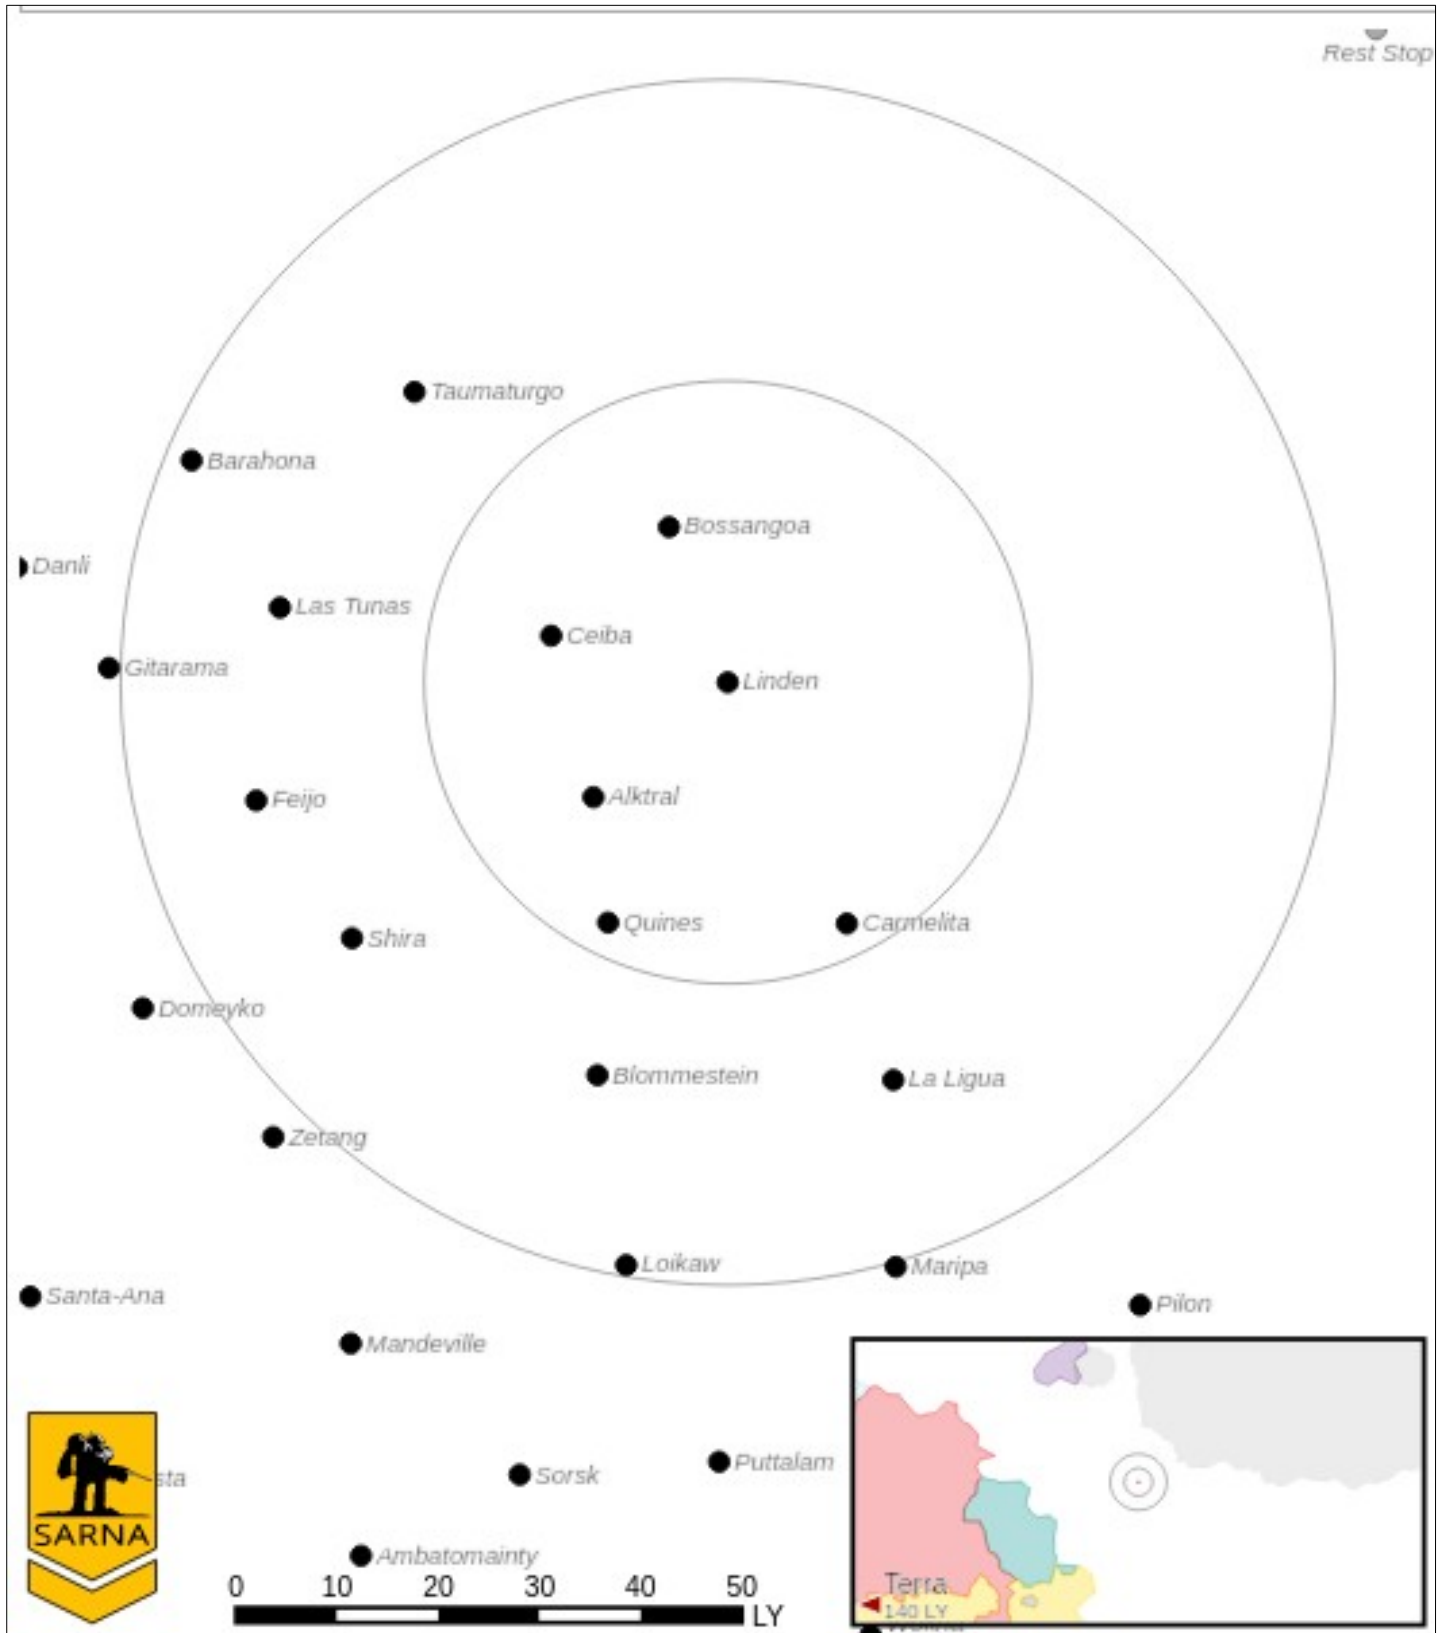 Rest Stop
Taumaturgo
Barahona
Bossangoa
Danli
Las Tunas
Ceiba
Gitarama
Linden
Feijo
Alktral
Quines
Carmelita
Shira
Domeyko
Blommestein
La Ligua
Zetang
Loikaw
Maripa
Santa-Ana
Pilon
Mandeville
Puttalam
Sorsk
sta
SARNA
Ambatomainty
0 10 20 30 40 50
LY
Terra
140 LY